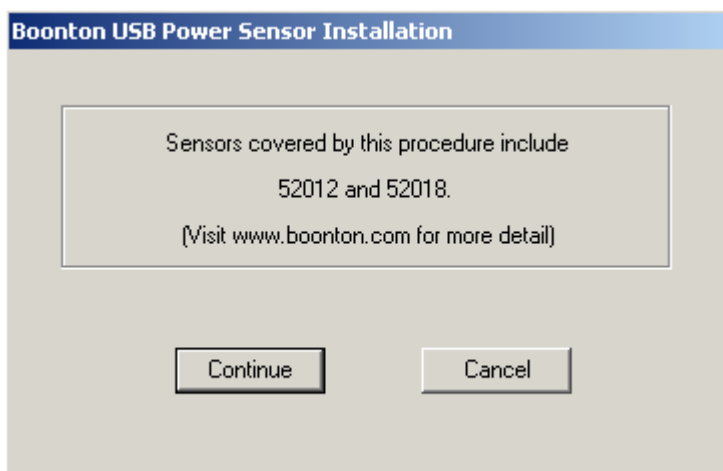 Boonton USB Power Sensor Installation
Sensors covered by this procedure include
52012 and 52018.
(Visit www.boonton.com for more detail)
Continue
Cancel